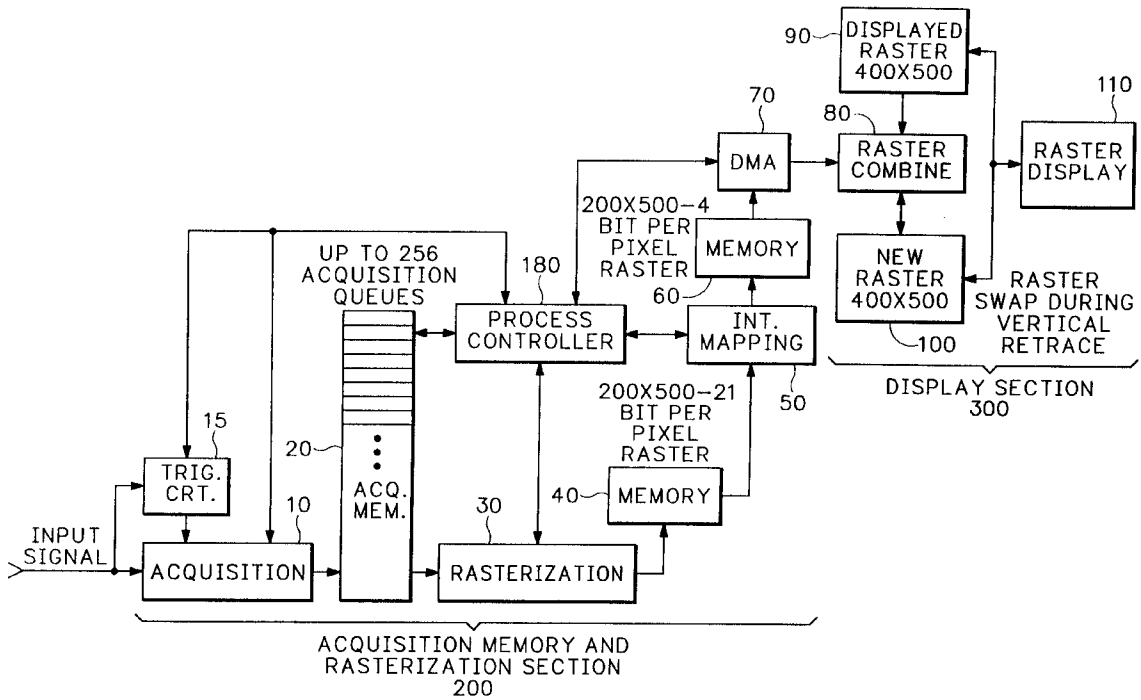 90
DISPLAYED
RASTER
400X500
110
70
80
DMA
RASTER
COMBINE
RASTER
DISPLAY
200X500-4
BIT PER
PIXEL
RASTER
MEMORY
60
UP TO 256
ACQUISITION
QUEUES
180
NEW
RASTER
400X500
100
RASTER
SWAP DURING
VERTICAL
RETRACE
PROCESS
CONTROLLER
INT.
MAPPING
50
DISPLAY SECTION
300
200X500-21
BIT PER
PIXEL
RASTER
15
20
TRIG.
CRT.
ACQ.
MEM.
40
MEMORY
10
30
INPUT
SIGNAL
ACQUISITION
RASTERIZATION
ACQUISITION MEMORY AND
RASTERIZATION SECTION
200